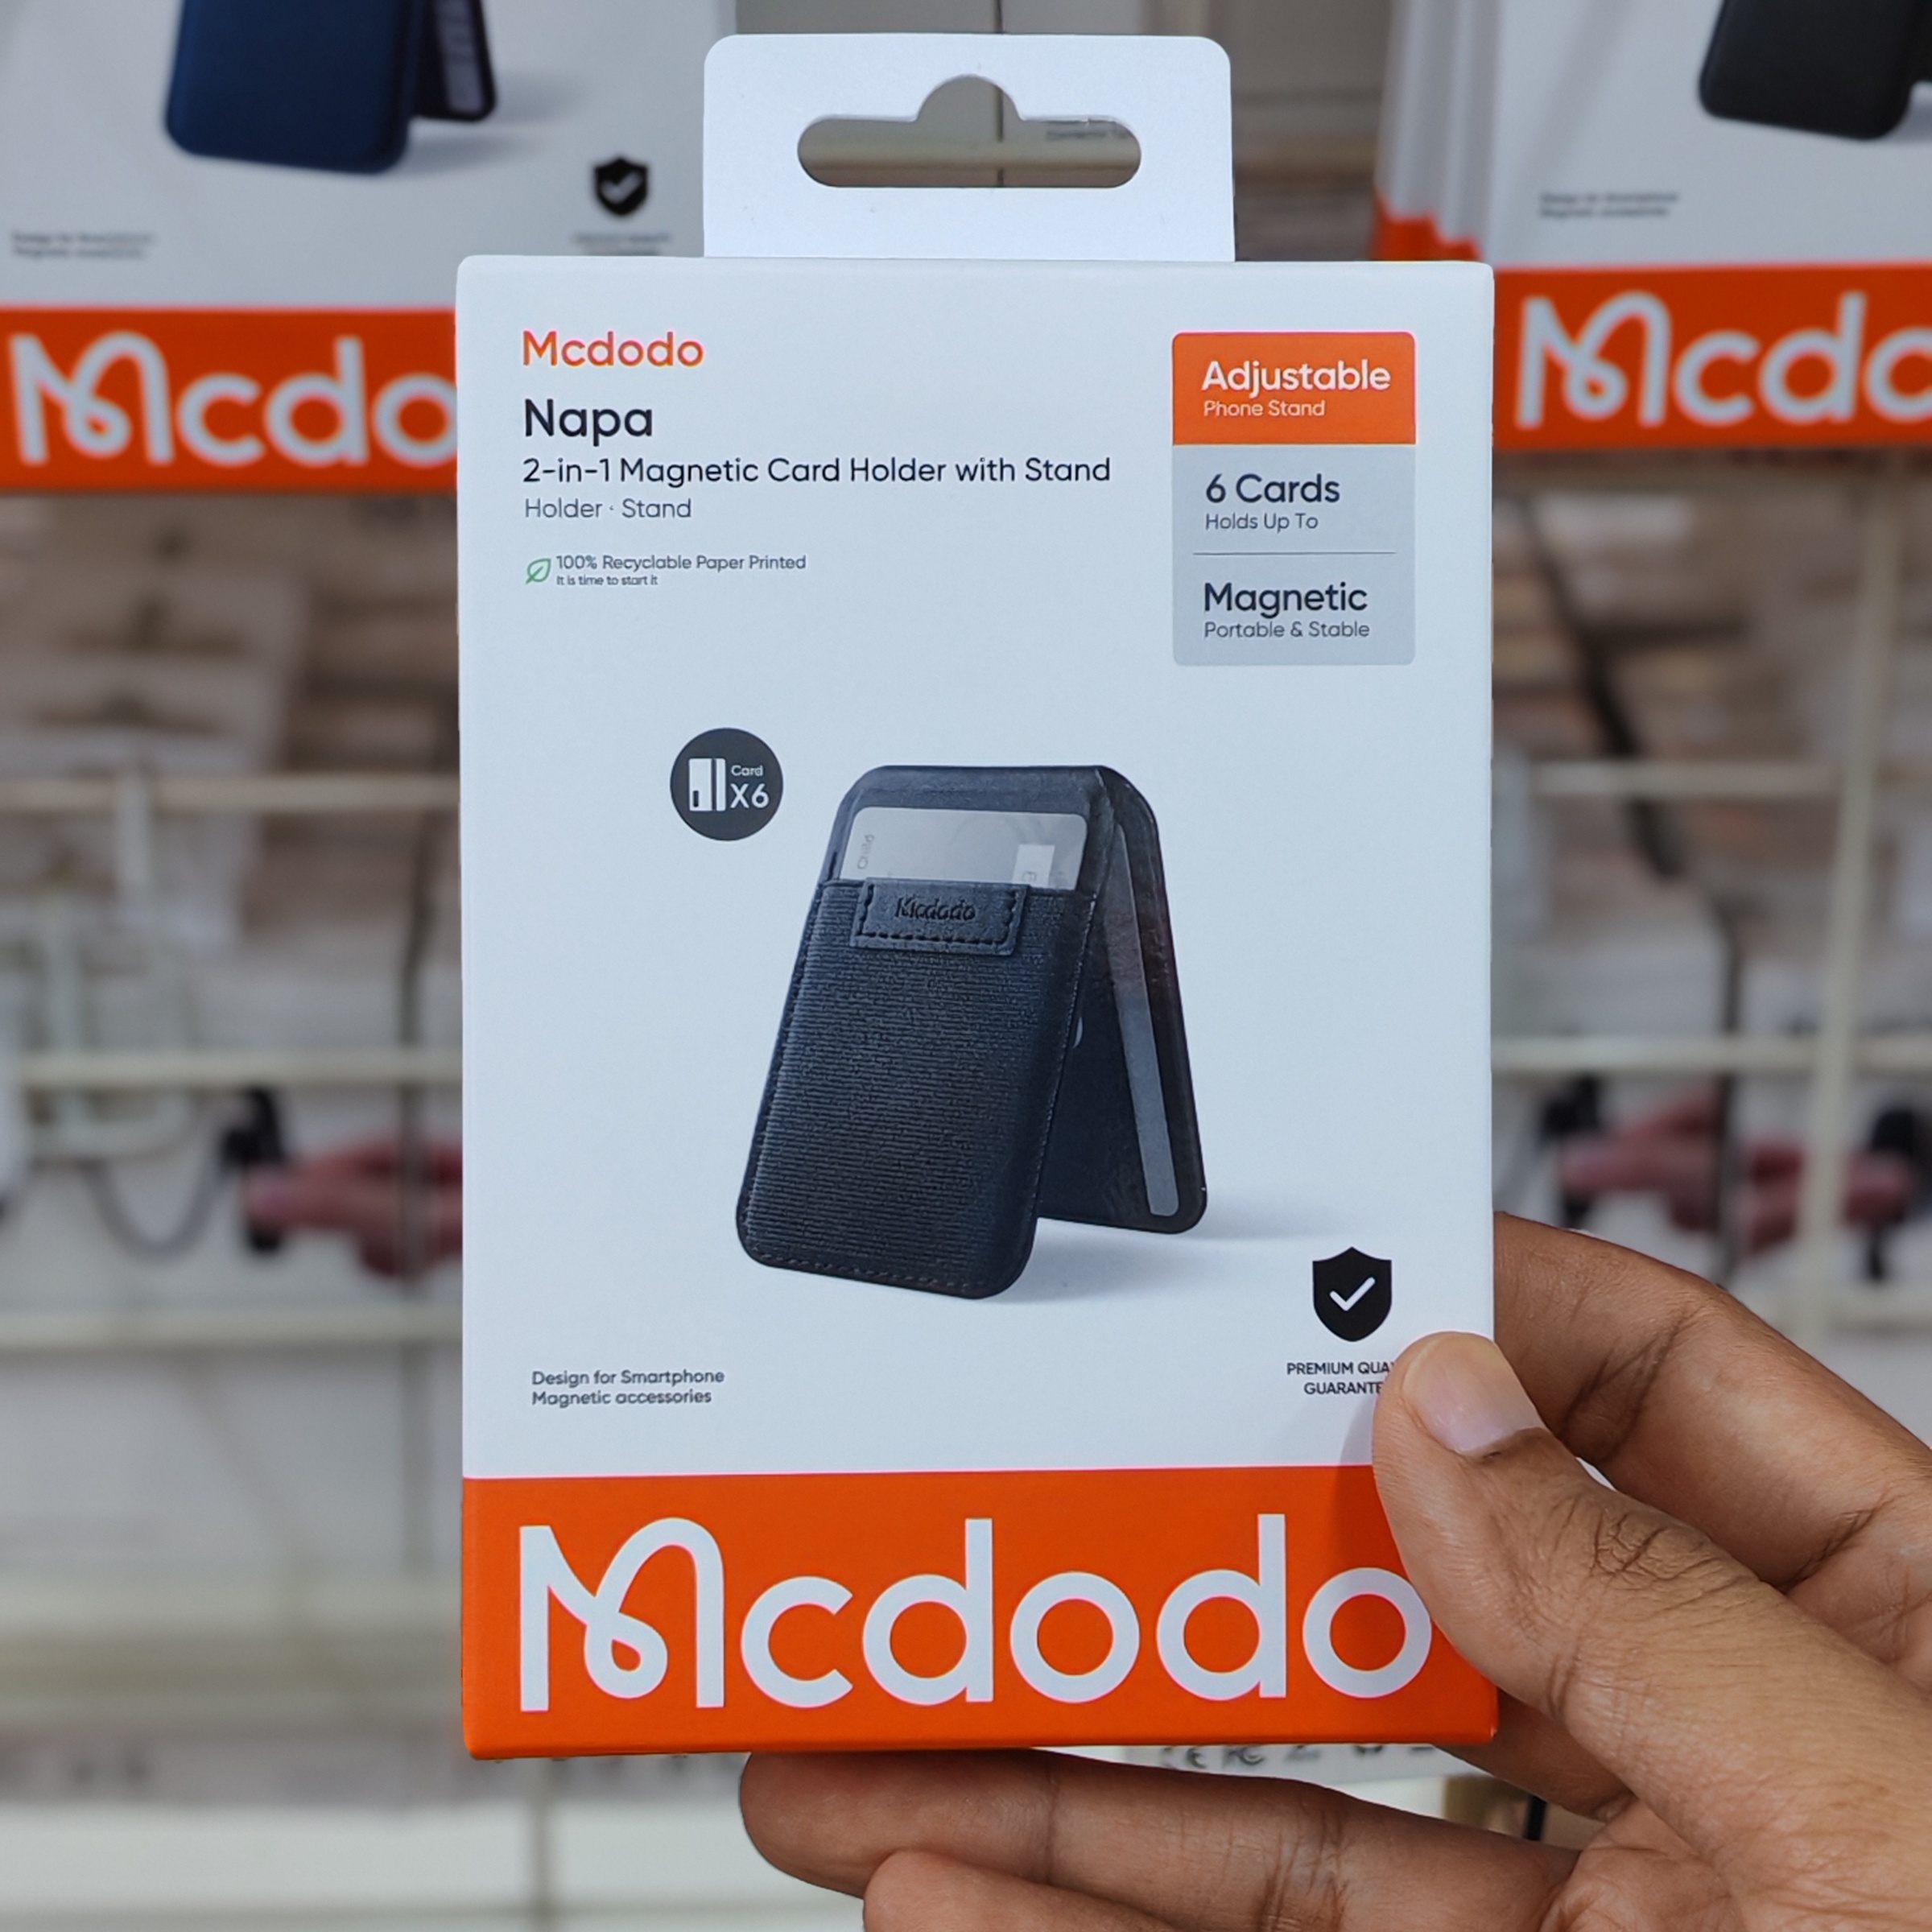 Mcdodo
Napa
2-in-1 Magnetic Card Holder with Stand
Holder · Stand
100% Recyclable Paper Printed
It is time to start it
Adjustable
Phone Stand
6 Cards
Holds Up To
Magnetic
Portable & Stable
Card
X6
Mcdodo
Design for Smartphone
Magnetic accessories
PREMIUM
Mcdodo
Mcdo
Mcdo